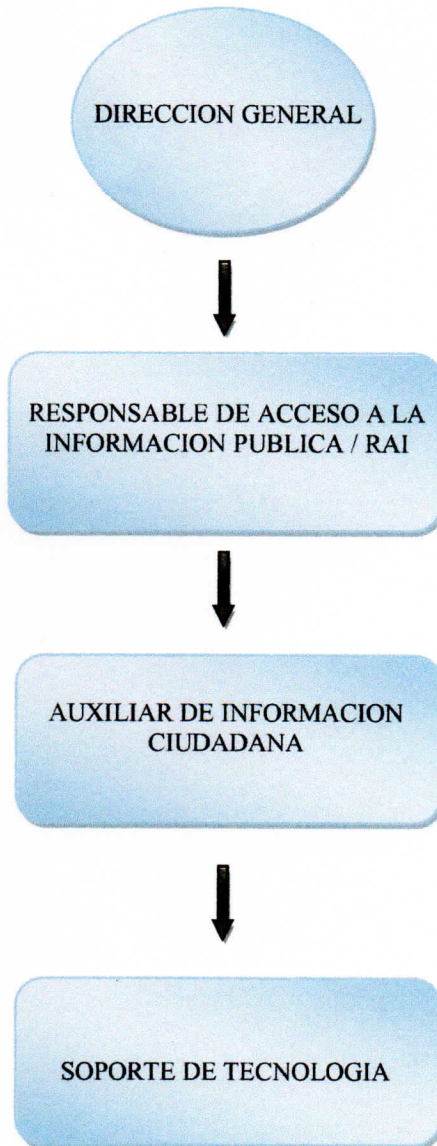 DIRECCION GENERAL
RESPONSABLE DE ACCESO A LA
INFORMACION PUBLICA / RAI
AUXILIAR DE INFORMACION
CIUDADANA
SOPORTE DE TECNOLOGIA